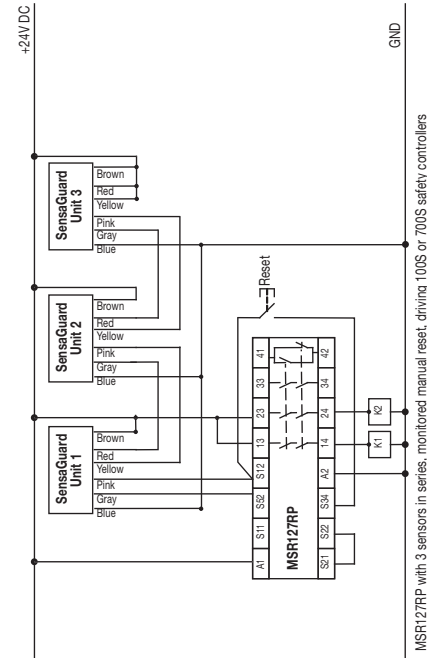 +24V DC
GND
SensaGuard
Unit 1
Brown
Red
Yellow
Pink
Gray
Blue
SensaGuard
Unit 2
Brown
Red
Yellow
Pink
Gray
Blue
SensaGuard
Unit 3
Brown
Red
Yellow
Pink
Gray
Blue
Reset
A1 S11 S52 S12 13 23 33 41
MSR127RP
S21 S22 S34 A2 14 24 34 42
K1 K2
MSR127RP with 3 sensors in series, monitored manual reset, driving 100S or 700S safety controllers